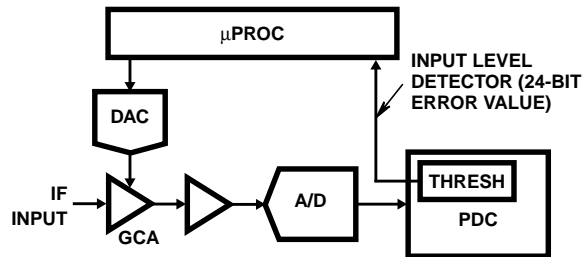 μPROC
INPUT LEVEL
DETECTOR (24-BIT
ERROR VALUE)
DAC
THRESH
IF
INPUT
GCA
A/D
PDC